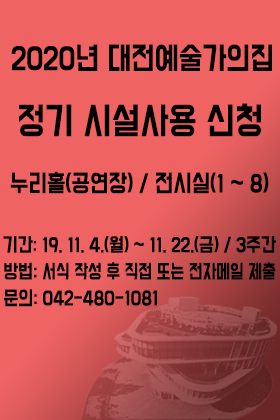 2020년 대전예술가의집
정기 시설사용 신청
누리홀(공연장) / 전시실(1 ~ 8)
기간: 19. 11. 4.(월) ~ 11. 22.(금) / 3주간
방법: 서식 작성 후 직접 또는 전자메일 제출
문의: 042-480-1081